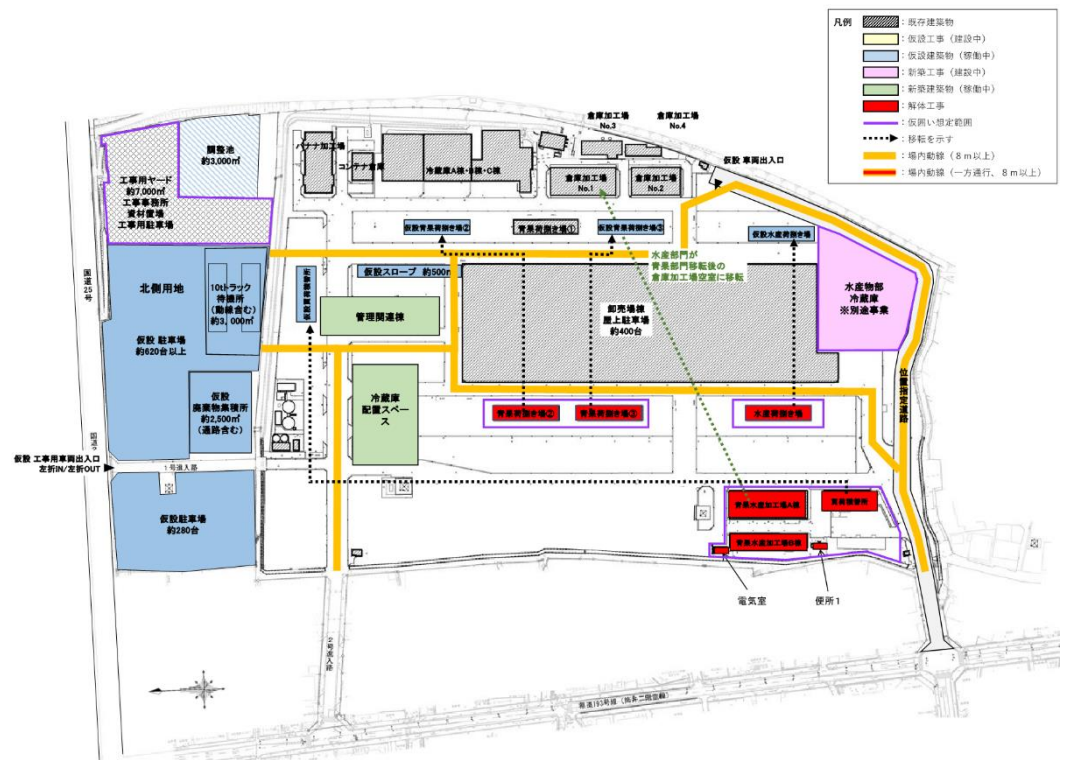 凡例
：既存建築物
：仮設工事（建設中）
：仮設建築物（稼働中）
：新築工事（建設中）
：新築建築物（稼働中）
：解体工事
：仮囲い想定範囲
：移転を示す
：場内動線（８ｍ以上）
：場内動線（一方通行、８ｍ以上）
倉庫加工場
No.3
倉庫加工場
No.4
バナナ加工場
コンテナ倉庫
冷蔵庫A棟・B棟・C棟
倉庫加工場
No.1
倉庫加工場
No.2
仮設 車両出入口
調整池
約3,000㎡
工事用ヤード
約7,000㎡
工事事務所
資材置場
工事用駐車場
仮設青果荷捌き場②
青果荷捌き場①
仮設青果荷捌き場③
仮設水産荷捌き場
水産部門が
青果部門移転後の
倉庫加工場空室に移転
国道25号
北側用地
10tトラック
待機所
（動線含む）
約3,000㎡
仮設 駐車場
約620台以上
仮設スロープ 約500㎡
管理関連棟
卸売場棟
屋上駐車場
約400台
水産物部
冷蔵庫
※別途事業
位置指定道路
仮設
廃棄物集積所
約2,500㎡
（通路含む）
冷蔵庫
配置スペー
ス
青果荷捌き場②
青果荷捌き場③
水産荷捌き場
仮設 工事用車両出入口
左折IN/左折OUT
1号進入路
仮設駐車場
約280台
青果水産加工場A棟
青果水産加工場B棟
電気室
便所1
2号進入路